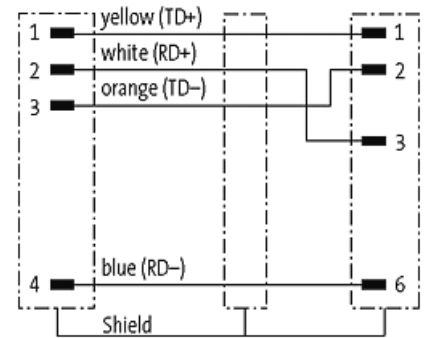 yellow (TD+)
1 1
white (RD+)
2 2
orange (TD–)
3
3
blue (RD–)
4 6
Shield